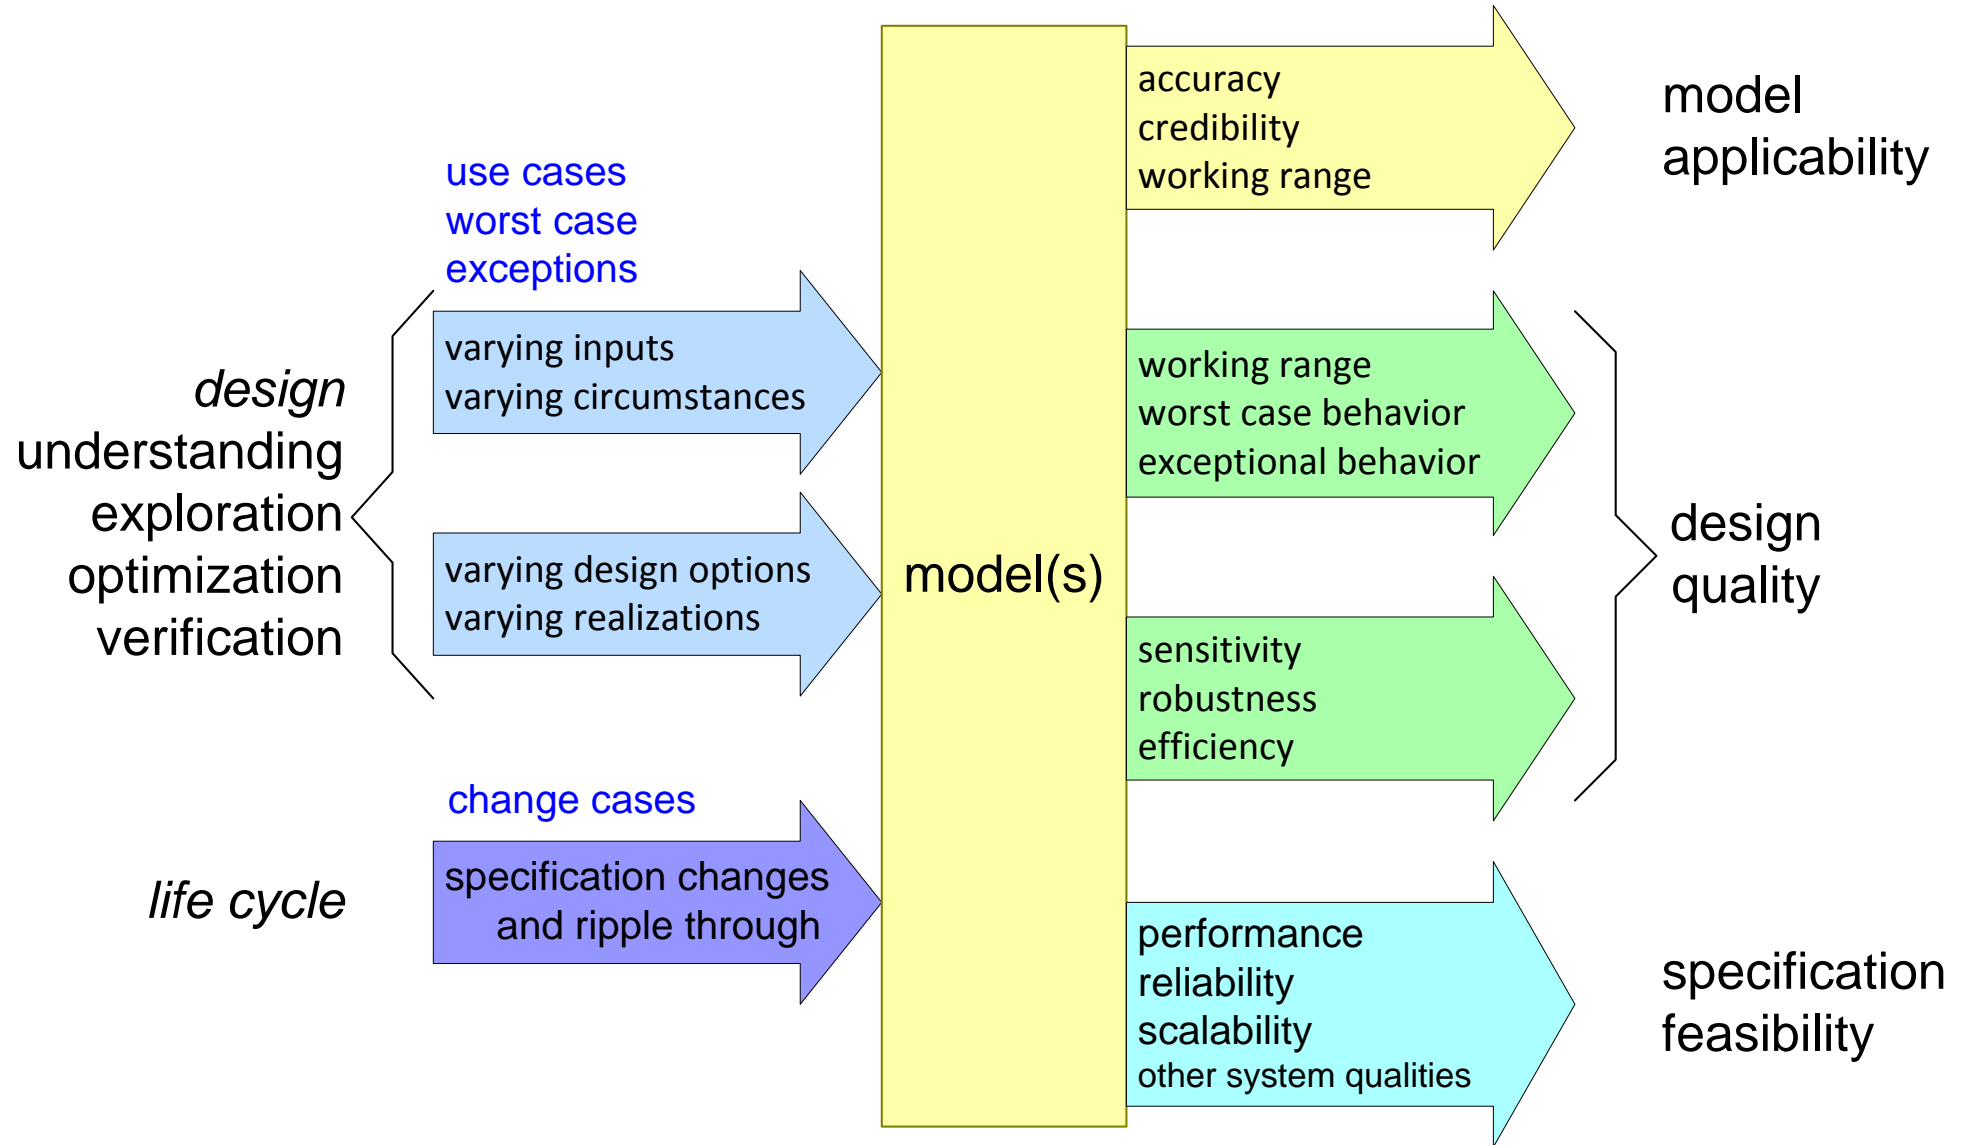 use cases
worst case
exceptions
varying inputs
varying circumstances
design
understanding
exploration
optimization
verification
varying design options
varying realizations
change cases
life cycle
specification changes
and ripple through
model(s)
accuracy
credibility
working range
model
applicability
working range
worst case behavior
exceptional behavior
sensitivity
robustness
efficiency
design
quality
performance
reliability
scalability
other system qualities
specification
feasibility